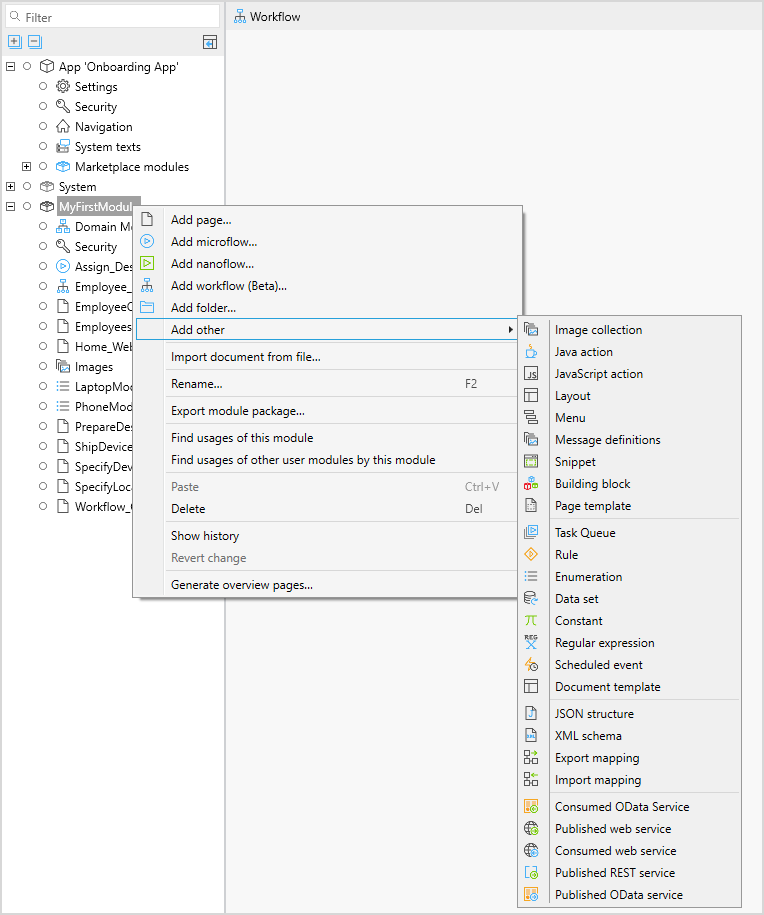 Filter
Workflow
App 'Onboarding App'
Settings
Security
Navigation
System texts
Marketplace modules
System
MyFirstModul
Domain Mo
Security
Assign_Des
Employee_
EmployeeC
Employees
Home_Web
Images
LaptopMod
PhoneMod
PrepareDes
ShipDevice
SpecifyDev
SpecifyLoca
Workflow_C
Add page...
Add microflow...
Add nanoflow...
Add workflow (Beta)...
Add folder...
Add other
Import document from file...
Rename... F2
Export module package...
Find usages of this module
Find usages of other user modules by this module
Paste Ctrl+V
Delete Del
Show history
Revert change
Generate overview pages...
Image collection
Java action
JavaScript action
Layout
Menu
Message definitions
Snippet
Building block
Page template
Task Queue
Rule
Enumeration
Data set
Constant
Regular expression
Scheduled event
Document template
JSON structure
XML schema
Export mapping
Import mapping
Consumed OData Service
Published web service
Consumed web service
Published REST service
Published OData service